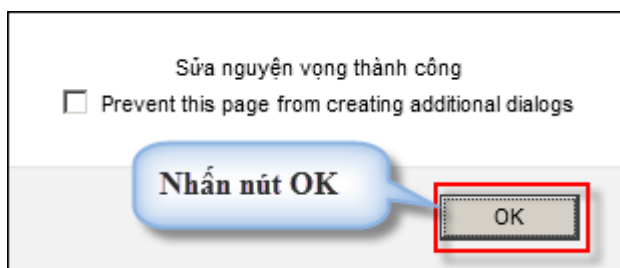 Sửa nguyện vọng thành công
Prevent this page from creating additional dialogs
Nhấn nút OK
OK